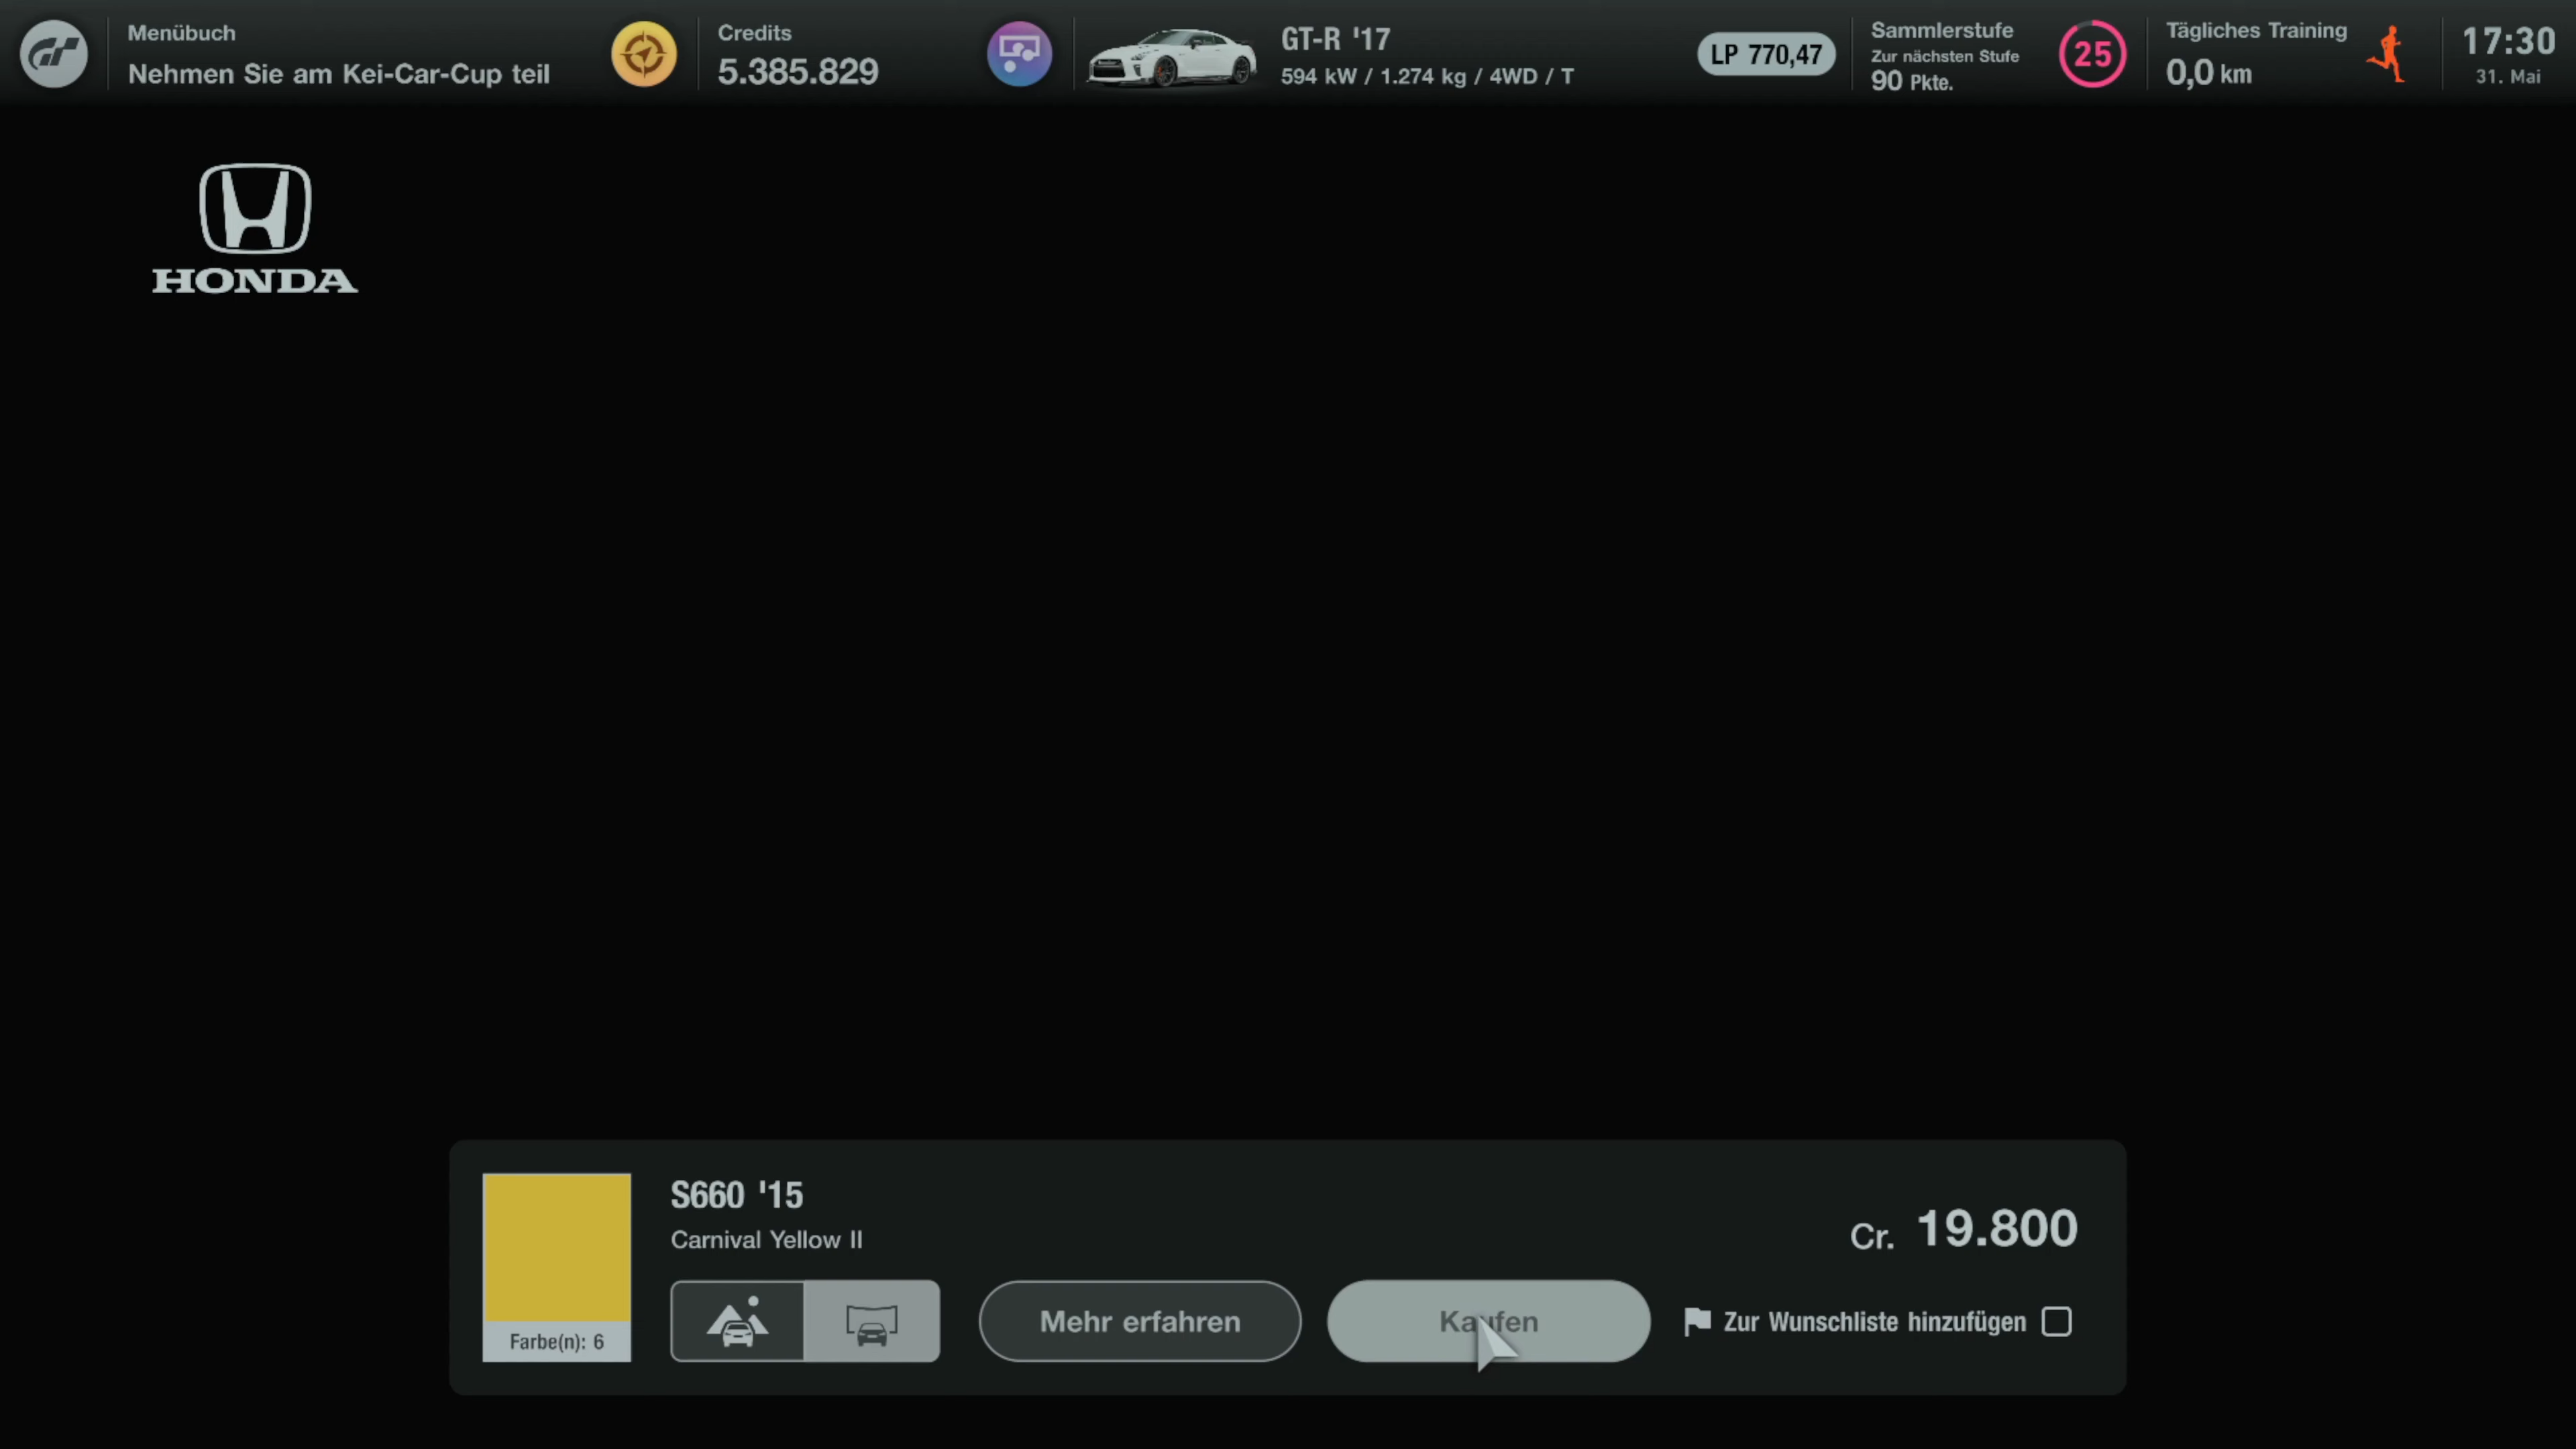 Menübuch
Nehmen Sie am Kei-Car-Cup teil
Credits
5.385.829
GT-R '17
594 kW / 1.274 kg / 4WD / T
LP 770,47
Sammlerstufe
Zur nächsten Stufe
90 Pkte.
25
Tägliches Training
0,0 km
17:30
31. Mai
HONDA
S660 '15
Carnival Yellow II
Cr. 19.800
Farbe(n): 6
Mehr erfahren
Kaufen
Zur Wunschliste hinzufügen